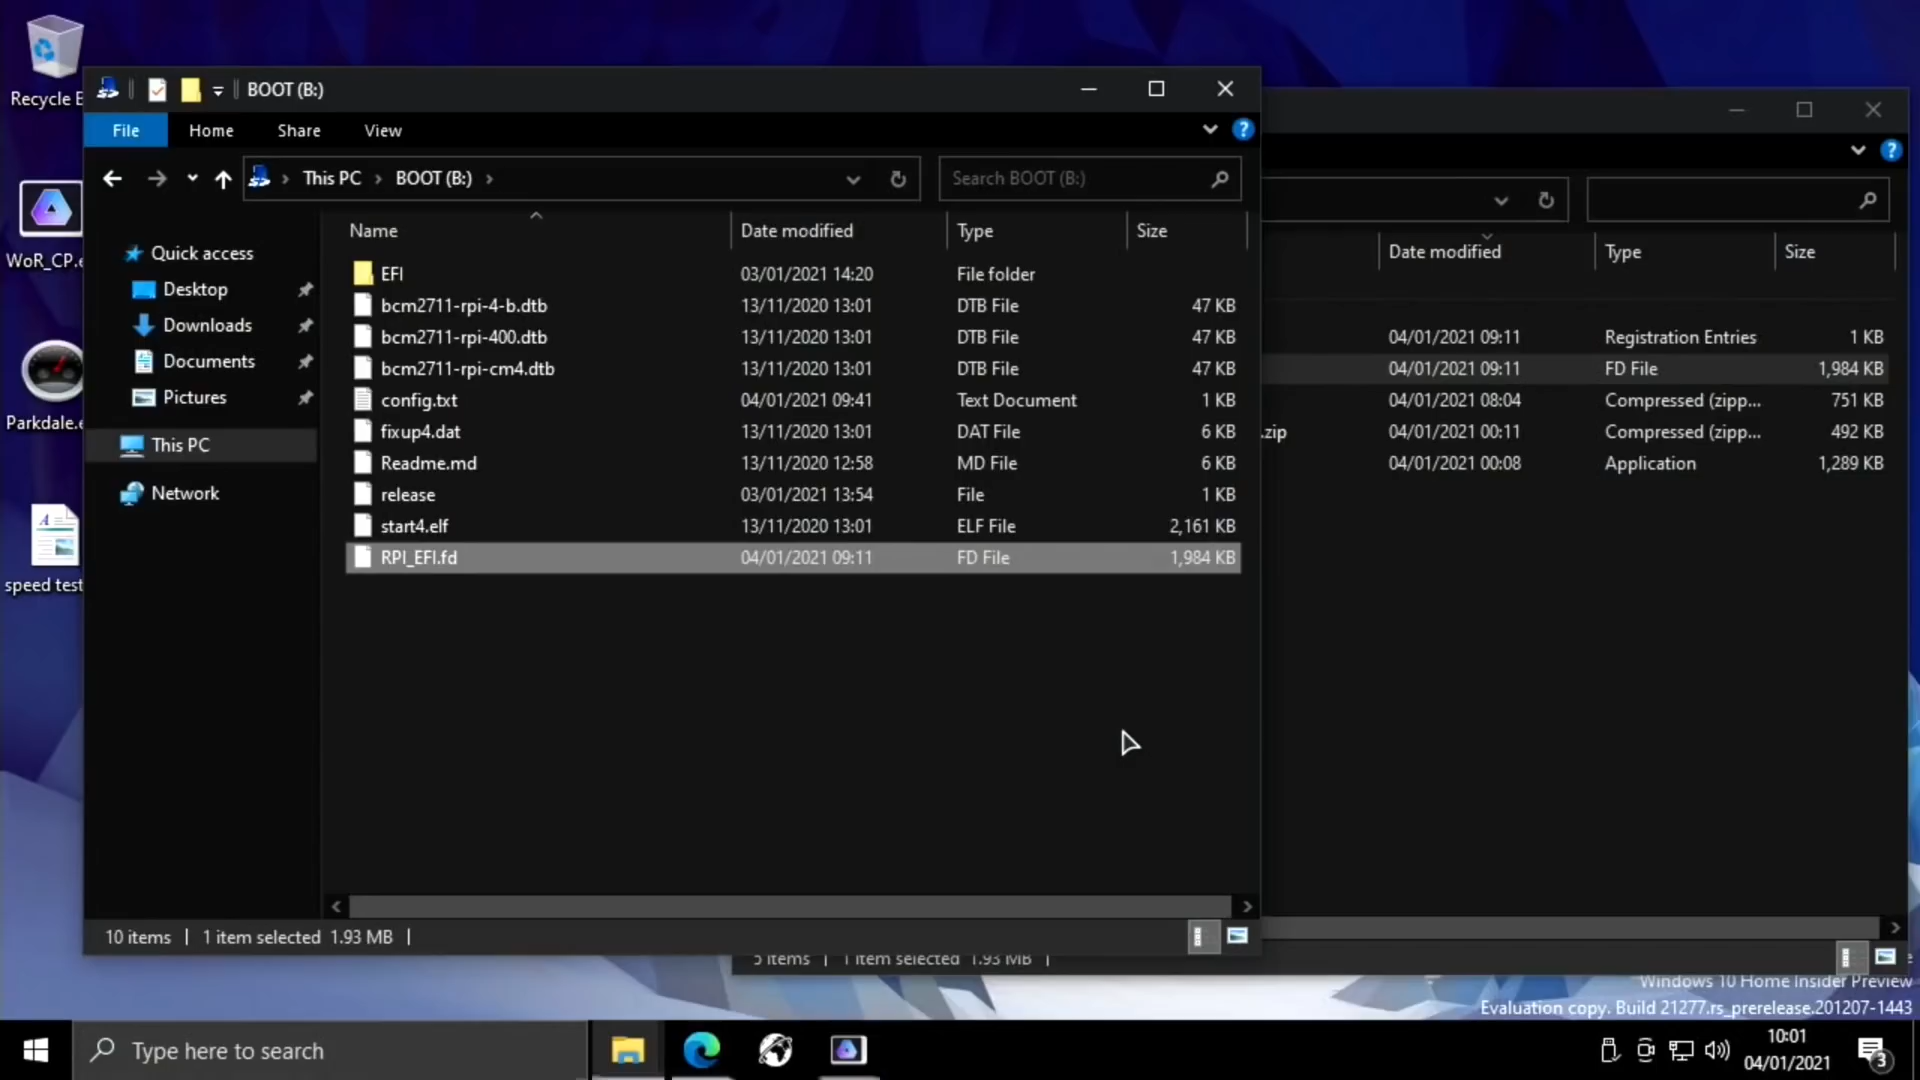 Recycle B
WoR_CP.e
Parkdale.e
speed test
BOOT (B:)
File Home Share View
This PC > BOOT (B:) >
Search BOOT (B:)
Quick access
Desktop
Downloads
Documents
Pictures
This PC
Network
Name Date modified Type Size
EFI 03/01/2021 14:20 File folder
bcm2711-rpi-4-b.dtb 13/11/2020 13:01 DTB File 47 KB
bcm2711-rpi-400.dtb 13/11/2020 13:01 DTB File 47 KB
bcm2711-rpi-cm4.dtb 13/11/2020 13:01 DTB File 47 KB
config.txt 04/01/2021 09:41 Text Document 1 KB
fixup4.dat 13/11/2020 13:01 DAT File 6 KB
Readme.md 13/11/2020 12:58 MD File 6 KB
release 03/01/2021 13:54 File 1 KB
start4.elf 13/11/2020 13:01 ELF File 2,161 KB
RPI_EFI.fd 04/01/2021 09:11 FD File 1,984 KB
10 items | 1 item selected 1.93 MB |
Date modified Type Size
04/01/2021 09:11 Registration Entries 1 KB
04/01/2021 09:11 FD File 1,984 KB
04/01/2021 08:04 Compressed (zipp... 751 KB
.zip 04/01/2021 00:11 Compressed (zipp... 492 KB
04/01/2021 00:08 Application 1,289 KB
5 items | 1 item selected 1.93 MB |
Windows 10 Home Insider Preview
Evaluation copy. Build 21277.rs_prerelease.201207-1443
Type here to search
10:01
04/01/2021
3